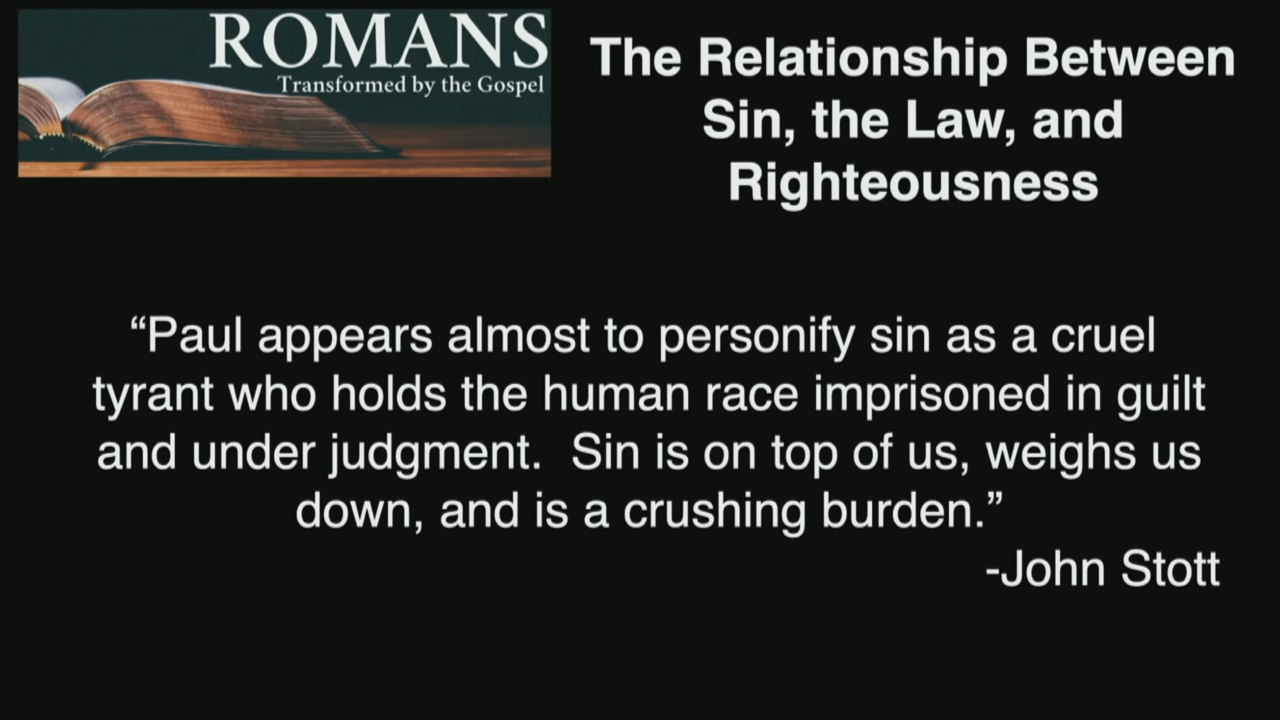 ROMANS
Transformed by the Gospel
The Relationship Between
Sin, the Law, and
Righteousness
“Paul appears almost to personify sin as a cruel
tyrant who holds the human race imprisoned in guilt
and under judgment.  Sin is on top of us, weighs us
down, and is a crushing burden.”
-John Stott